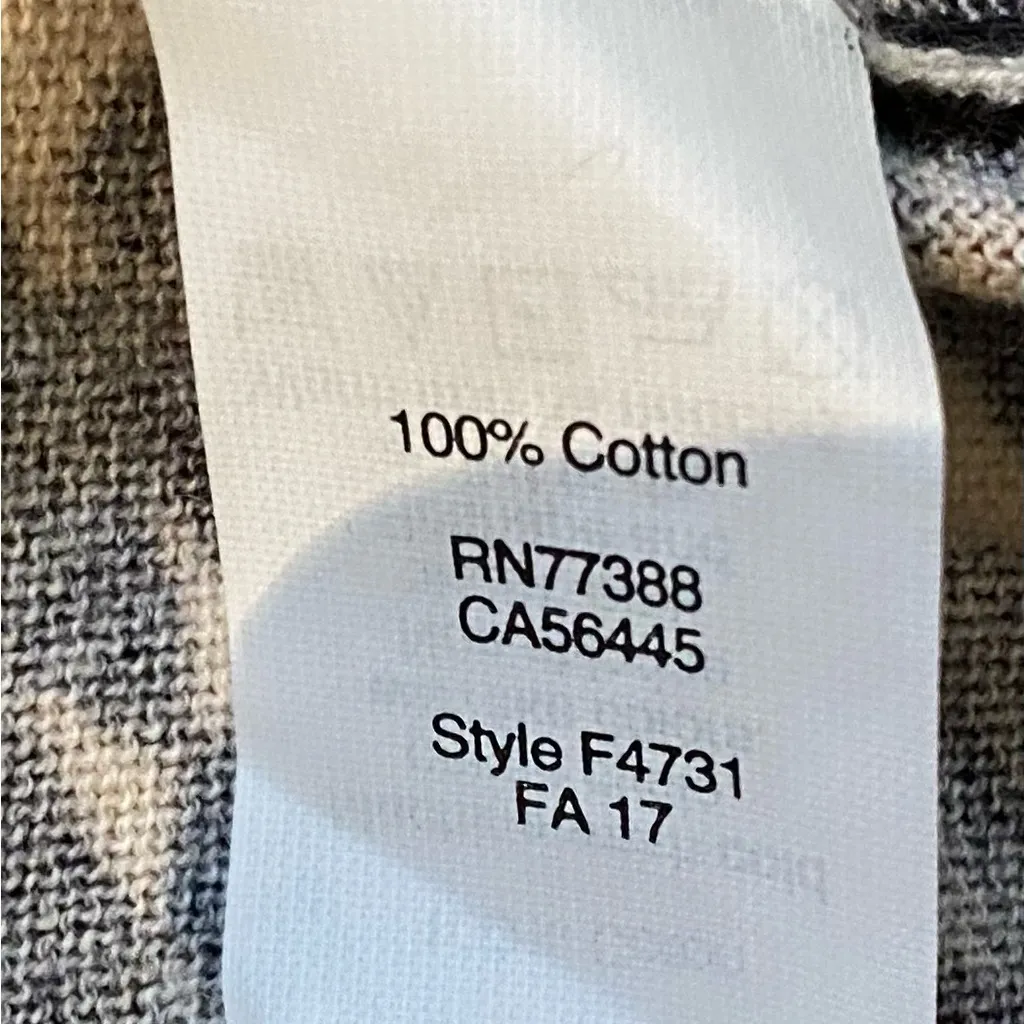 100% Cotton
RN77388
CA56445
Style F4731
FA 17